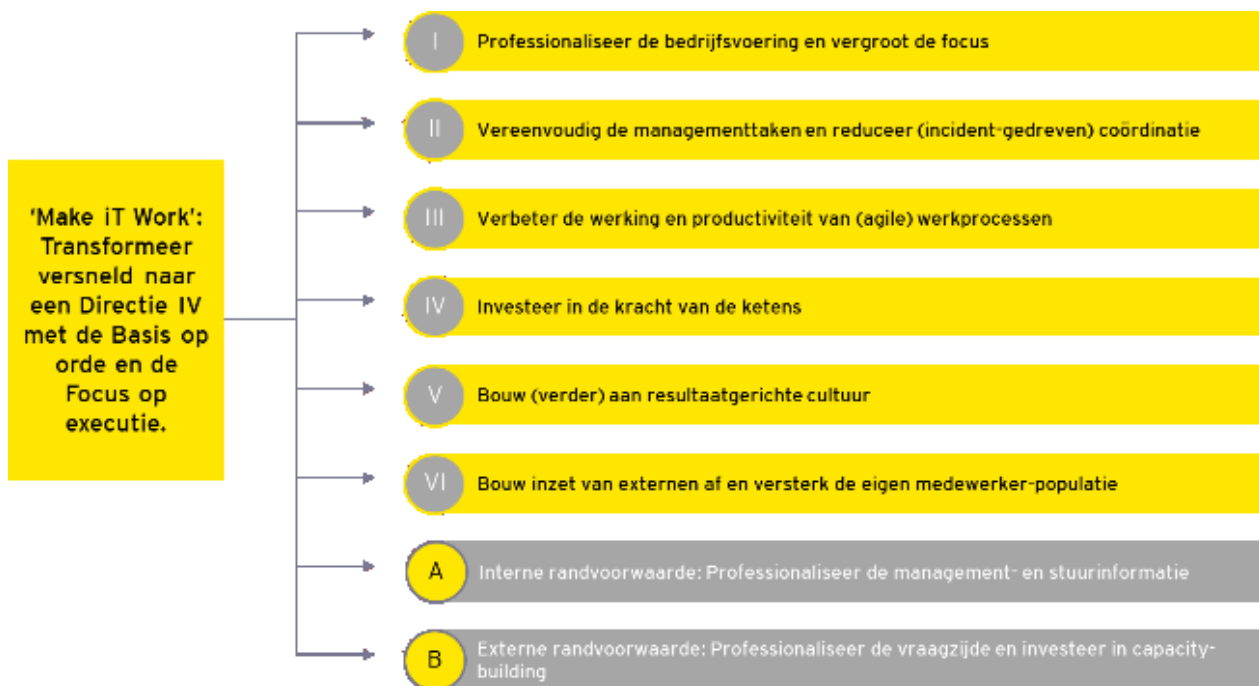 'Make iT Work':
Transformeer
versneld naar
een Directie IV
met de Basis op
orde en de
Focus op
executie.
I Professionaliseer de bedrijfsvoering en vergroot de focus
II Vereenvoudig de managementtaken en reduceer (incident-gedreven) coördinatie
III Verbeter de werking en productiviteit van (agile) werkprocessen
IV Investeer in de kracht van de ketens
V Bouw (verder) aan resultaatgerichte cultuur
VI Bouw inzet van externen af en versterk de eigen medewerker-populatie
A Interne randvoorwaarde: Professionaliseer de management- en stuurinformatie
B Externe randvoorwaarde: Professionaliseer de vraagzijde en investeer in capacity-
building